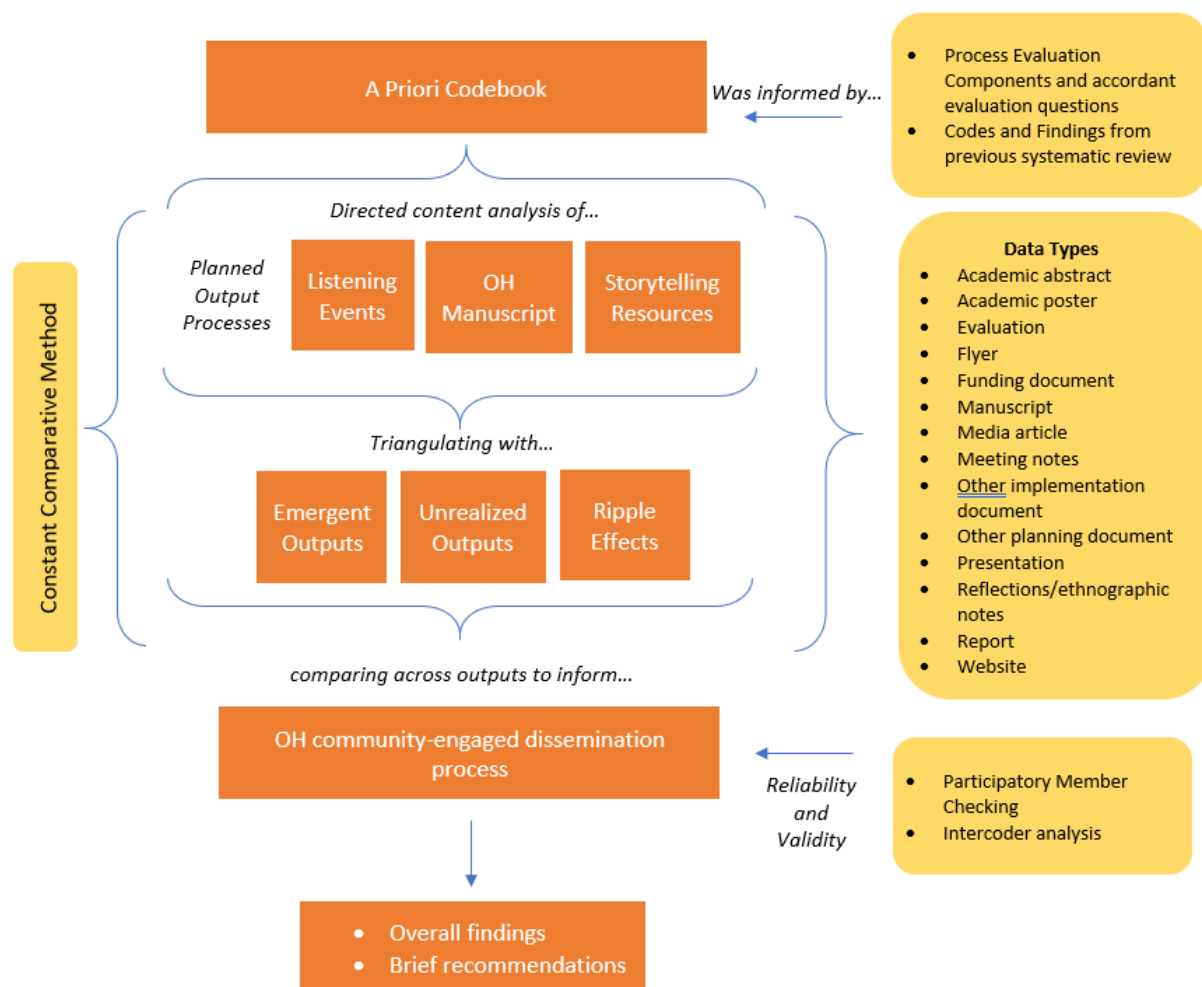 A Priori Codebook
Was informed by...
• Process Evaluation
Components and accordant
evaluation questions
• Codes and Findings from
previous systematic review
Constant Comparative Method
Directed content analysis of...
Planned
Output
Processes
Listening
Events
OH
Manuscript
Storytelling
Resources
Triangulating with...
Emergent
Outputs
Unrealized
Outputs
Ripple
Effects
Data Types
• Academic abstract
• Academic poster
• Evaluation
• Flyer
• Funding document
• Manuscript
• Media article
• Meeting notes
• Other implementation
document
• Other planning document
• Presentation
• Reflections/ethnographic
notes
• Report
• Website
comparing across outputs to inform...
OH community-engaged dissemination
process
Reliability
and
Validity
• Participatory Member
Checking
• Intercoder analysis
• Overall findings
• Brief recommendations